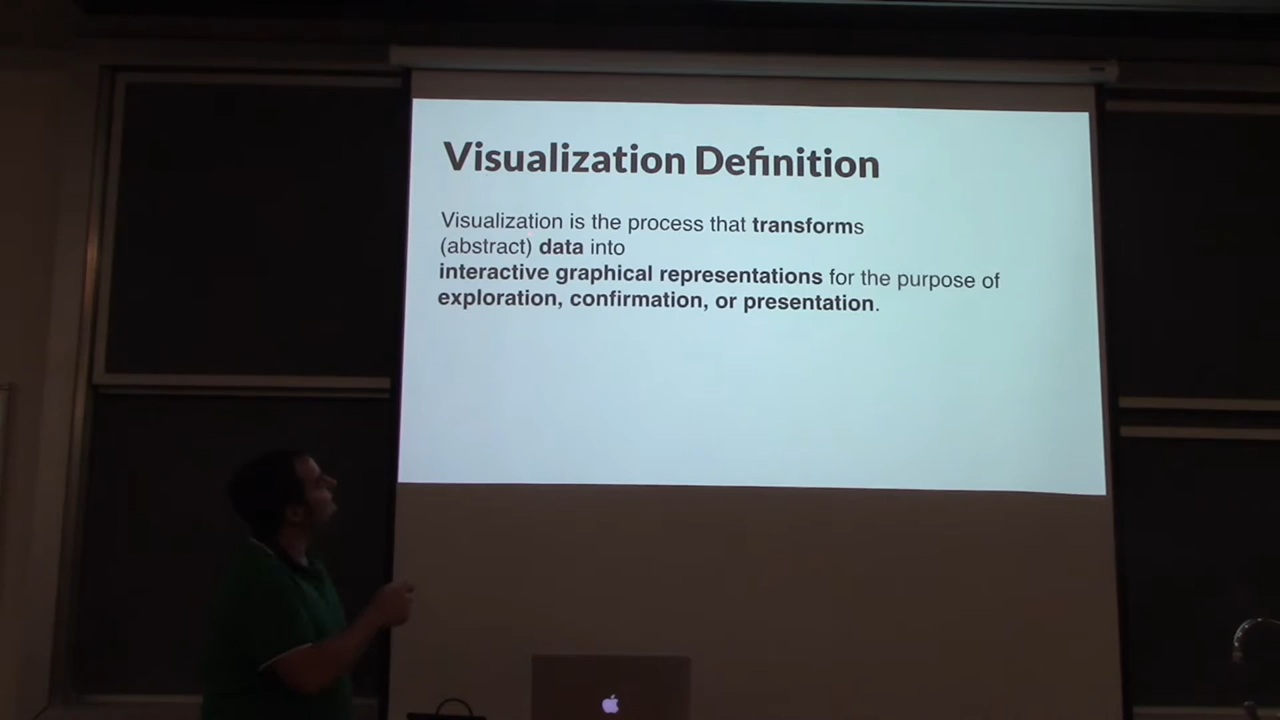 Visualization Definition
Visualization is the process that transforms
(abstract) data into
interactive graphical representations for the purpose of
exploration, confirmation, or presentation.